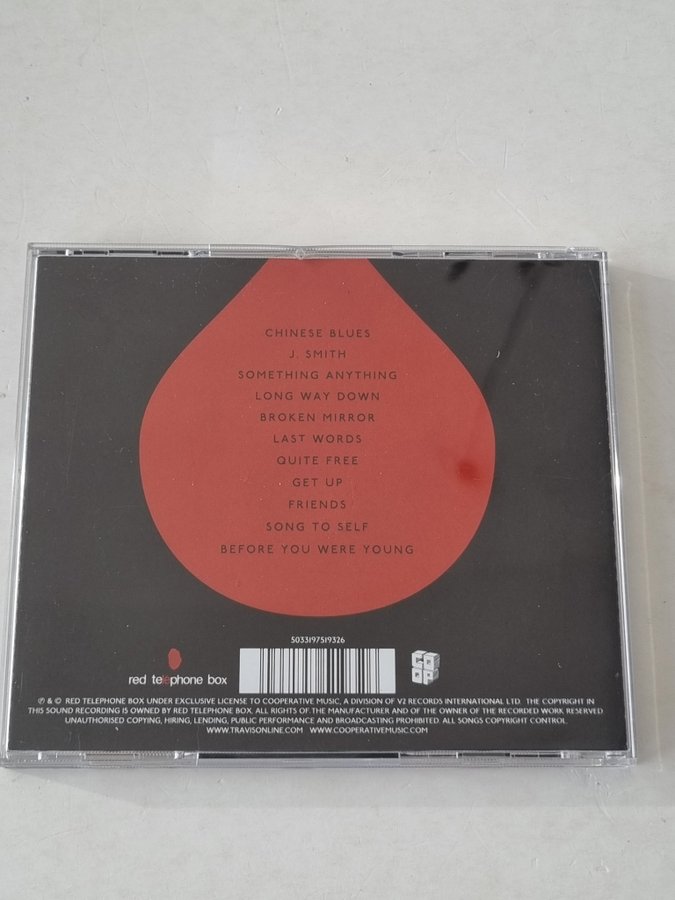 CHINESE BLUES
J. SMITH
SOMETHING ANYTHING
LONG WAY DOWN
BROKEN MIRROR
LAST WORDS
QUITE FREE
GET UP
FRIENDS
SONG TO SELF
BEFORE YOU WERE YOUNG
5033197519326
red telephone box
CO
OP
℗ & © RED TELEPHONE BOX UNDER EXCLUSIVE LICENSE TO COOPERATIVE MUSIC, A DIVISION OF V2 RECORDS INTERNATIONAL LTD. THE COPYRIGHT IN
THIS SOUND RECORDING IS OWNED BY RED TELEPHONE BOX. ALL RIGHTS OF THE MANUFACTURER AND OF THE OWNER OF THE RECORDED WORK RESERVED.
UNAUTHORISED COPYING, HIRING, LENDING, PUBLIC PERFORMANCE AND BROADCASTING PROHIBITED. ALL SONGS COPYRIGHT CONTROL.
WWW.TRAVISONLINE.COM WWW.COOPERATIVEMUSIC.COM